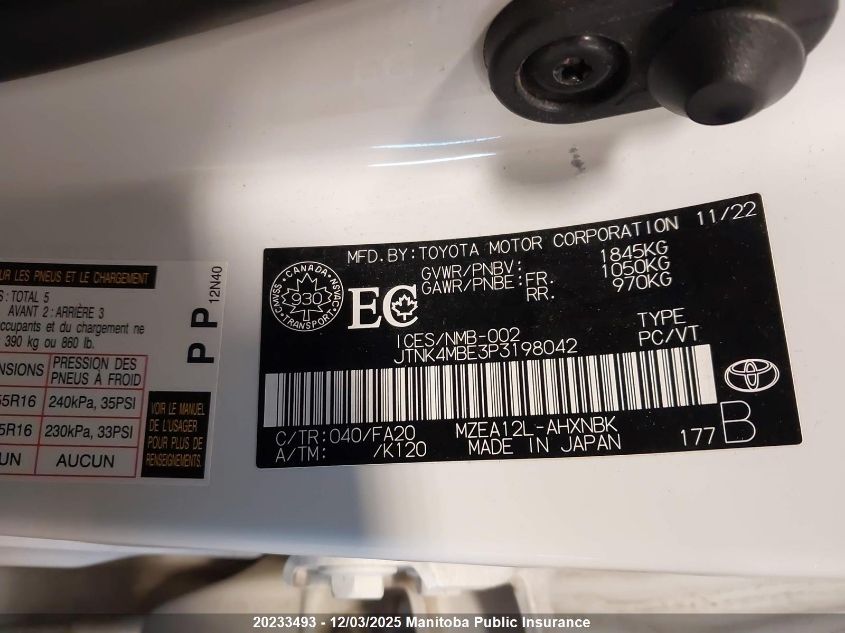 UR LES PNEUS ET LE CHARGEMENT
S : TOTAL 5
AVANT 2 : ARRIÈRE 3
occupants et du chargement ne
390 kg ou 860 lb.
ENSIONS
PRESSION DES PNEUS À FROID
55R16
240kPa, 35PSI
5R16
230kPa, 33PSI
UN
AUCUN
VOIR LE MANUEL
DE L'USAGER
POUR PLUS DE
RENSEIGNEMENTS.
P P
12N40
MFD. BY: TOYOTA MOTOR CORPORATION 11/22
GVWR/PNBV: 1845KG
GAWR/PNBE: FR. 1050KG
RR. 970KG
CANADA
CMVSS
NSVAC
930
TRANSPORT
EC
ICES/NMB-002
TYPE
JTNK4MBE3P3198042
PC/VT
C/TR: 040/FA20
MZEA12L-AHXNBK
A/TM: /K120
MADE IN JAPAN
177 B
20233493 - 12/03/2025 Manitoba Public Insurance